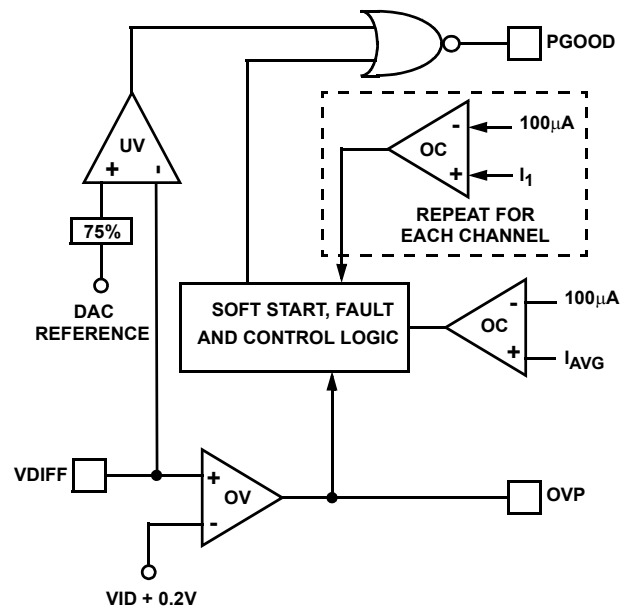 PGOOD
UV
+ -
75%
DAC
REFERENCE
-
OC
+
100μA
I1
REPEAT FOR
EACH CHANNEL
SOFT START, FAULT
AND CONTROL LOGIC
-
OC
+
100μA
IAVG
VDIFF
+
OV
-
OVP
VID + 0.2V